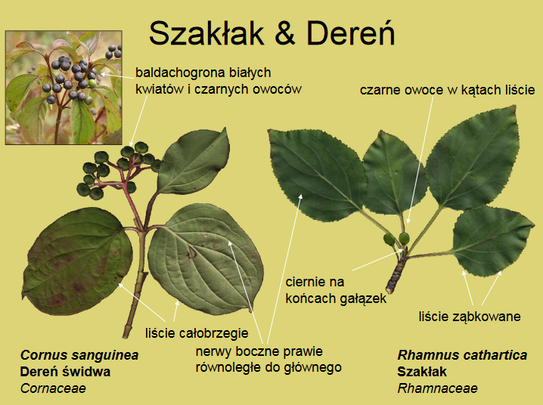 Szakłak & Dereń
baldachogrona białych
kwiatów i czarnych owoców
czarne owoce w kątach liście
ciernie na
końcach gałązek
liście ząbkowane
liście całobrzegie
nerwy boczne prawie
równoległe do głównego
Cornus sanguinea
Dereń świdwa
Cornaceae
Rhamnus cathartica
Szakłak
Rhamnaceae